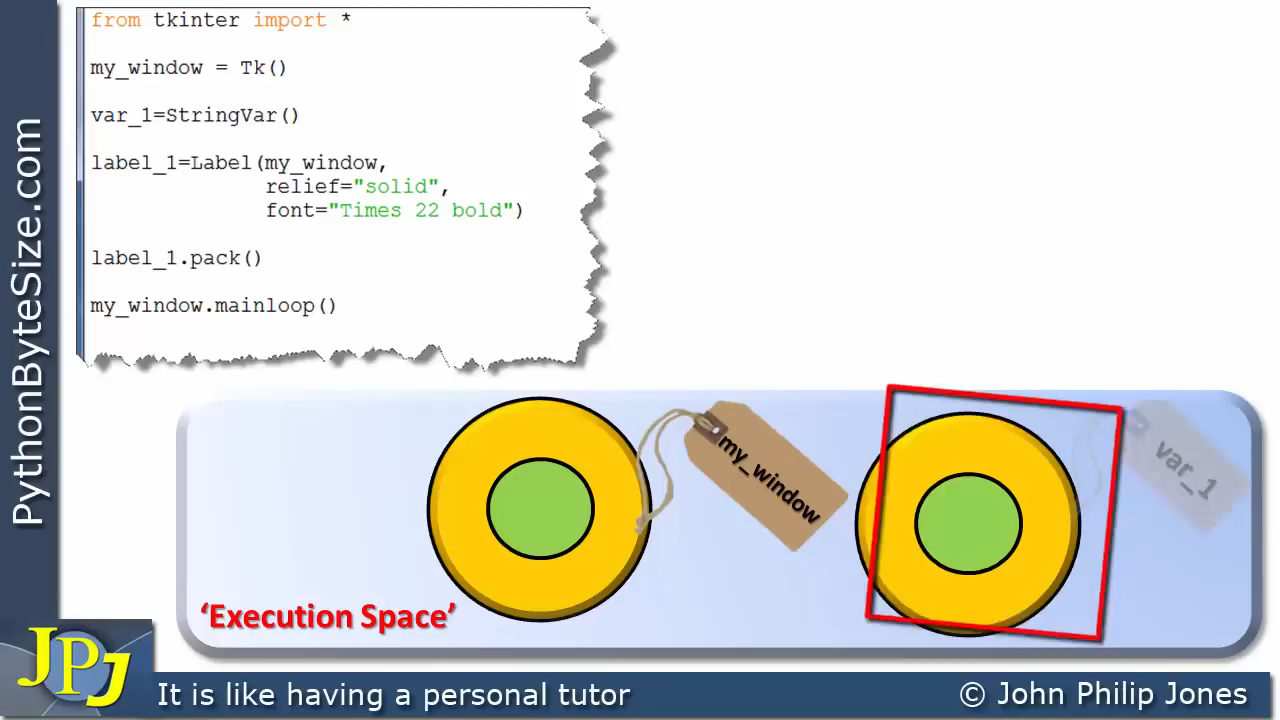 from tkinter import *
my_window = Tk()
var_1=StringVar()
label_1=Label(my_window,
relief="solid",
font="Times 22 bold")
label_1.pack()
my_window.mainloop()
PythonByteSize.com
my_window
var_1
‘Execution Space’
JPJ
It is like having a personal tutor
© John Philip Jones